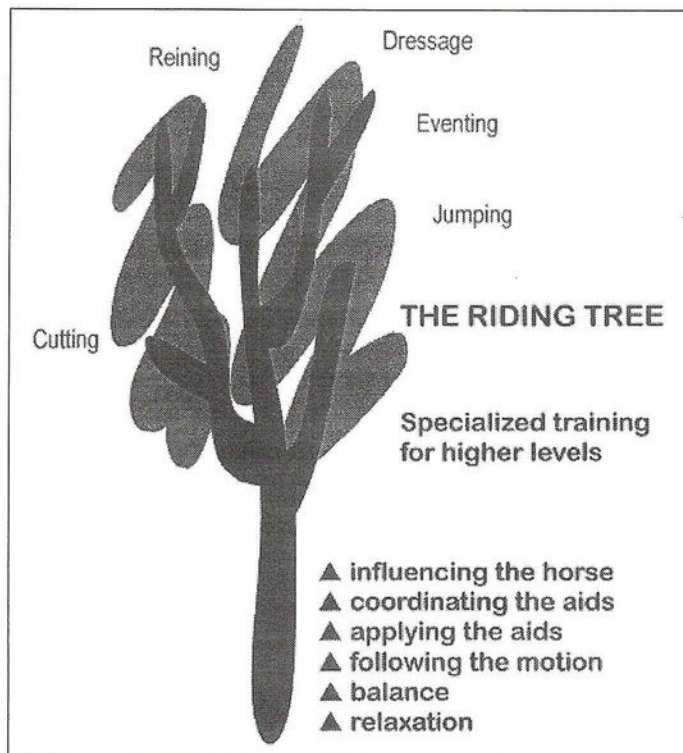 Dressage
Reining
Eventing
Jumping
THE RIDING TREE
Cutting
Specialized training
for higher levels
▲ influencing the horse
▲ coordinating the aids
▲ applying the aids
▲ following the motion
▲ balance
▲ relaxation